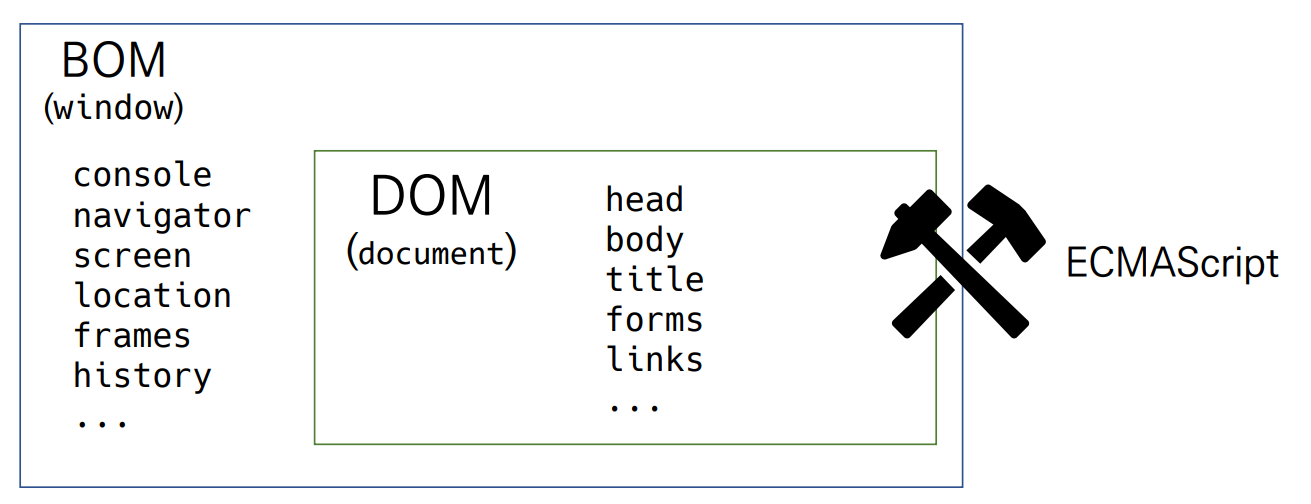 BOM
(window)
console
navigator
screen
location
frames
history
...
DOM
(document)
head
body
title
forms
links
...
ECMAScript